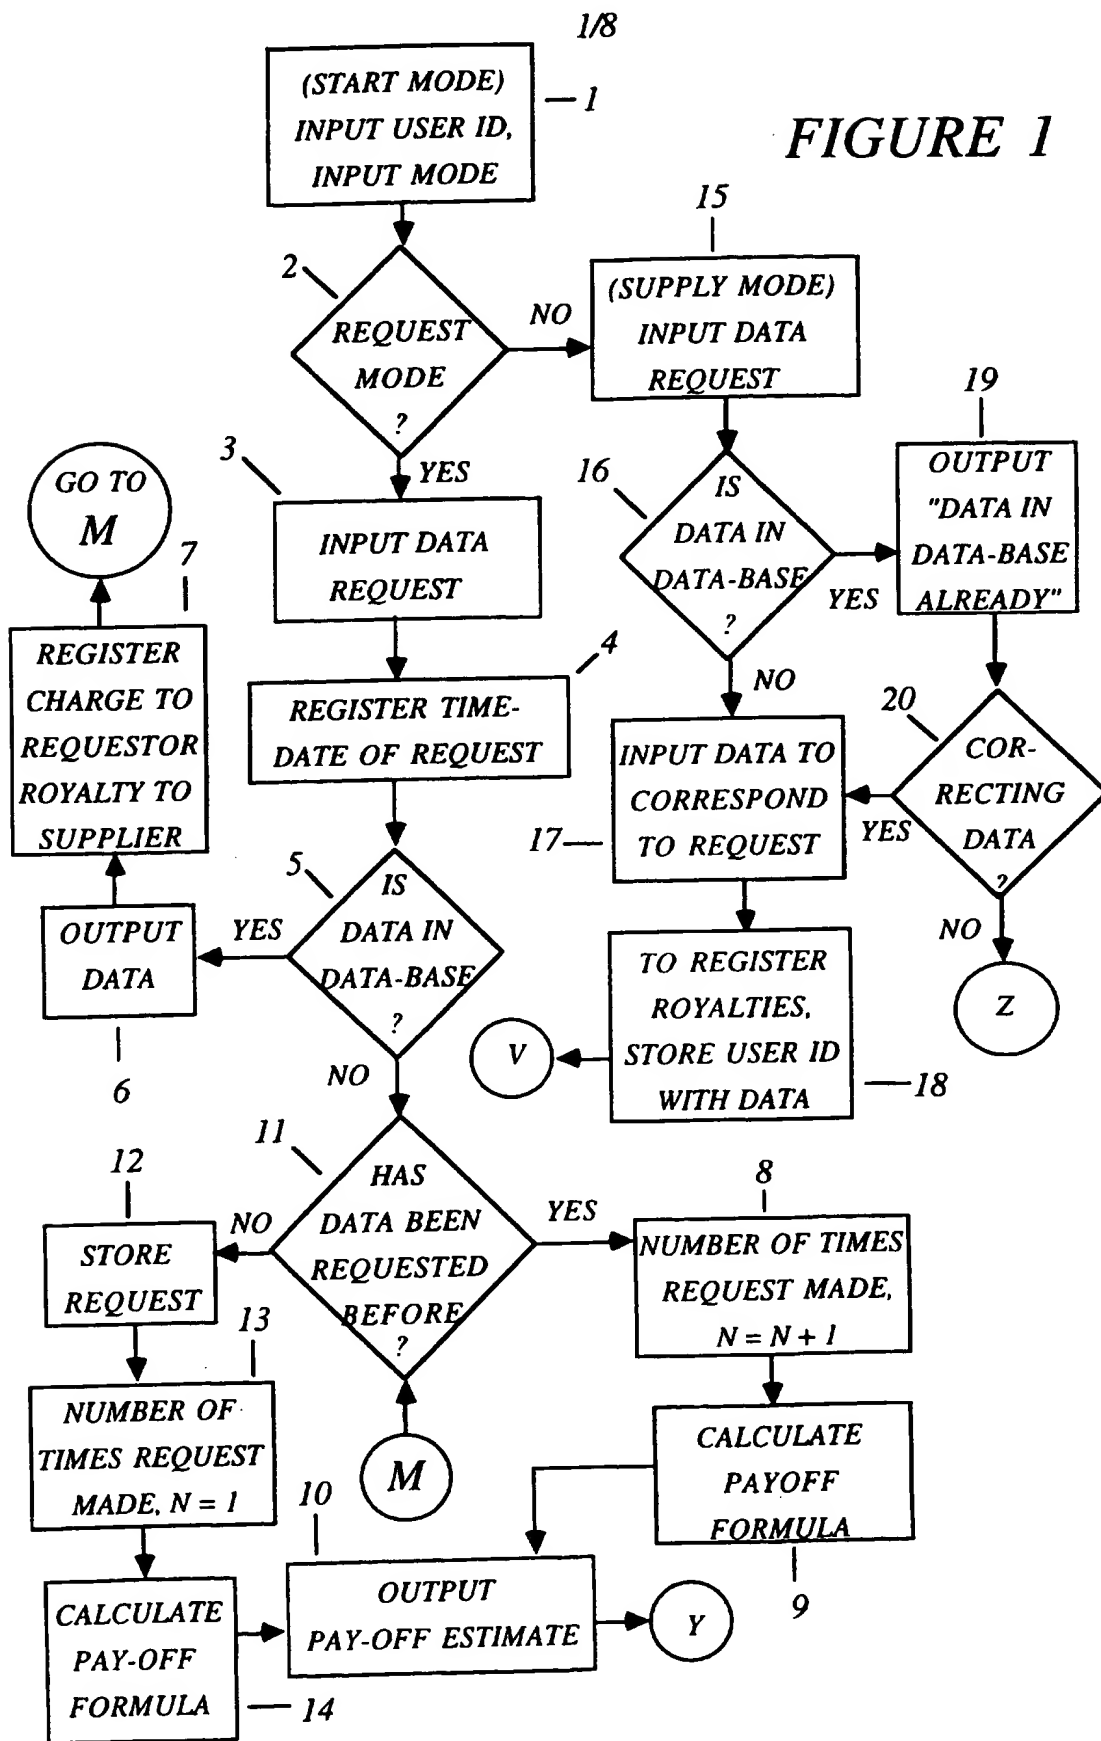 1/8
FIGURE 1
(START MODE)
INPUT USER ID,
INPUT MODE
1
2
REQUEST
MODE
?
NO
YES
15
(SUPPLY MODE)
INPUT DATA
REQUEST
16
IS
DATA IN
DATA-BASE
?
YES
NO
19
OUTPUT
"DATA IN
DATA-BASE
ALREADY"
20
COR-
RECTING
DATA
?
YES
NO
Z
GO TO
M
3
INPUT DATA
REQUEST
4
REGISTER TIME-
DATE OF REQUEST
7
REGISTER
CHARGE TO
REQUESTOR
ROYALTY TO
SUPPLIER
5
IS
DATA IN
DATA-BASE
?
YES
NO
OUTPUT
DATA
6
17
INPUT DATA TO
CORRESPOND
TO REQUEST
TO REGISTER
ROYALTIES,
STORE USER ID
WITH DATA
18
V
11
HAS
DATA BEEN
REQUESTED
BEFORE
?
NO
YES
12
STORE
REQUEST
8
NUMBER OF TIMES
REQUEST MADE,
N = N + 1
13
NUMBER OF
TIMES REQUEST
MADE, N = 1
M
CALCULATE
PAYOFF
FORMULA
9
10
OUTPUT
PAY-OFF ESTIMATE
Y
CALCULATE
PAY-OFF
FORMULA
14